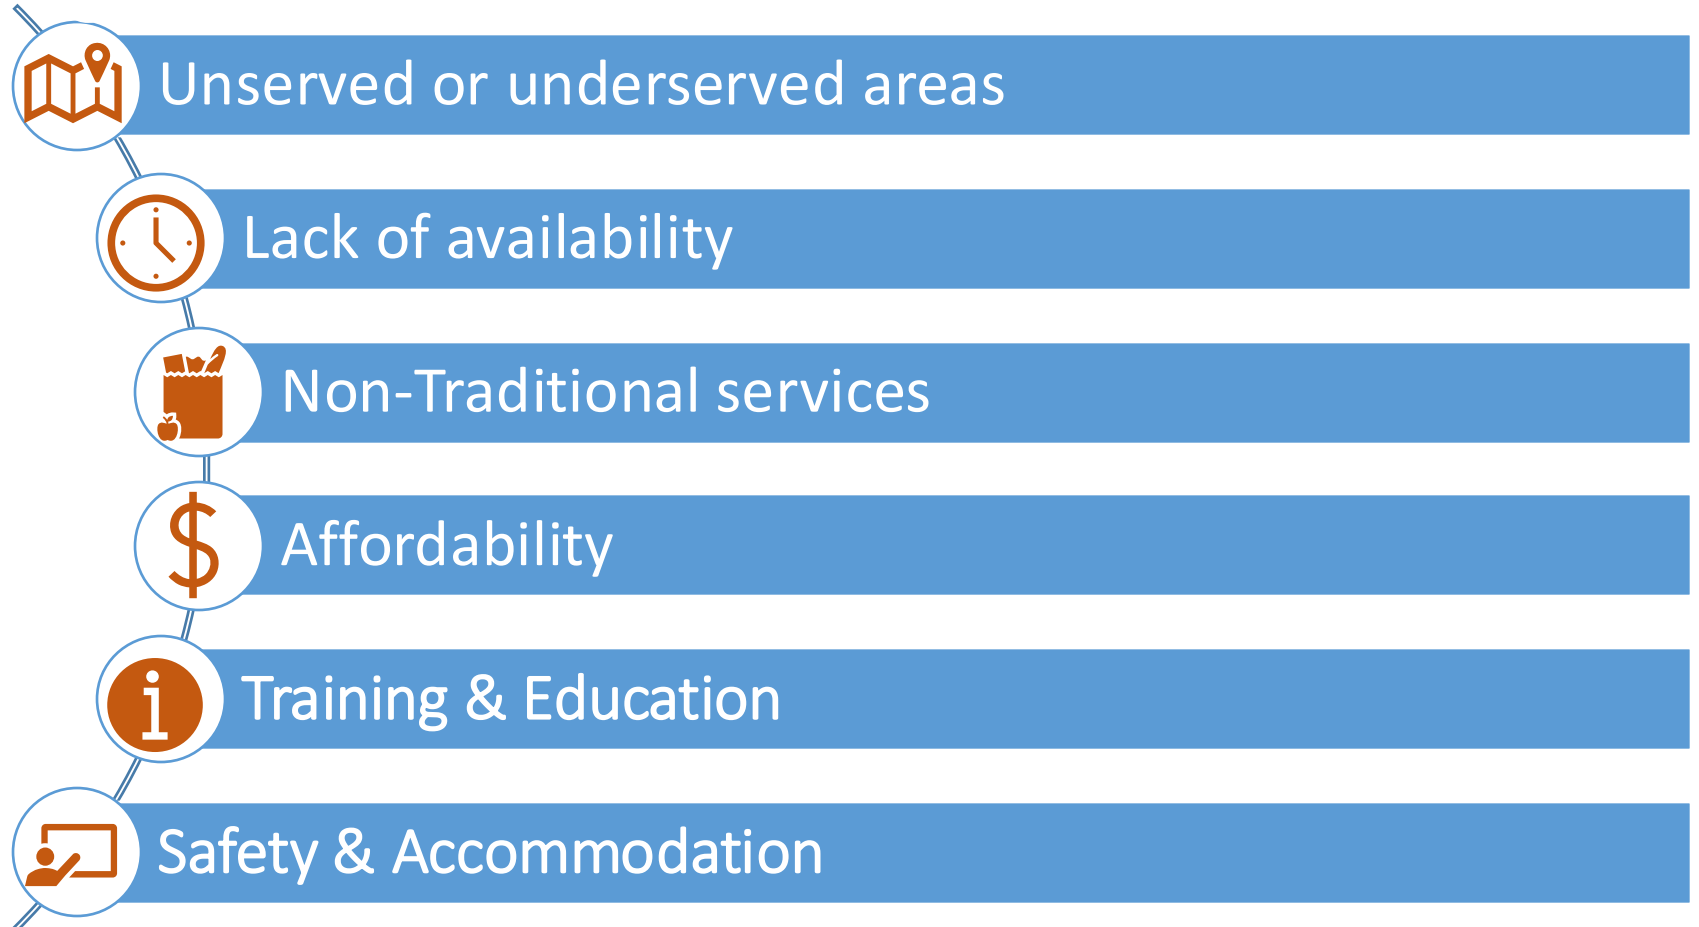 Unserved or underserved areas
Lack of availability
Non-Traditional services
Affordability
Training & Education
Safety & Accommodation